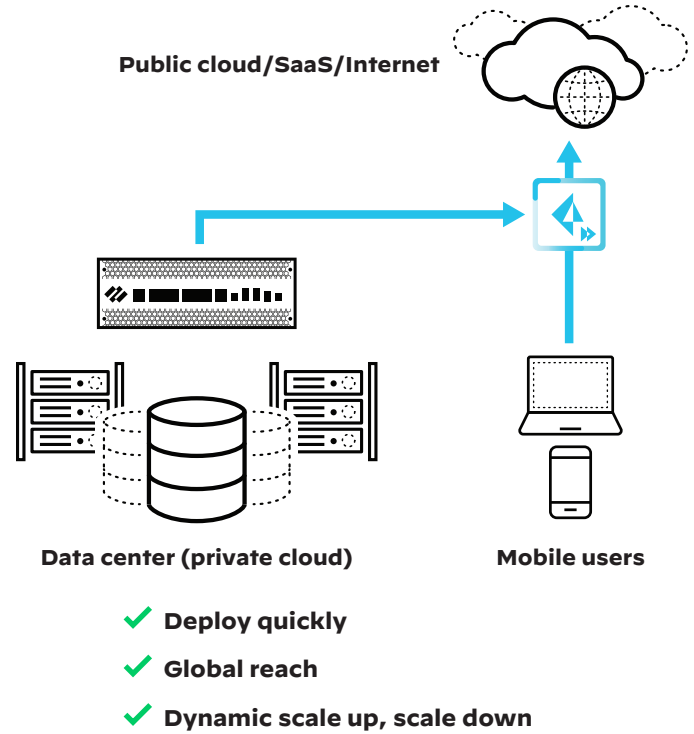 Public cloud/SaaS/Internet
Data center (private cloud)
Mobile users
Deploy quickly
Global reach
Dynamic scale up, scale down